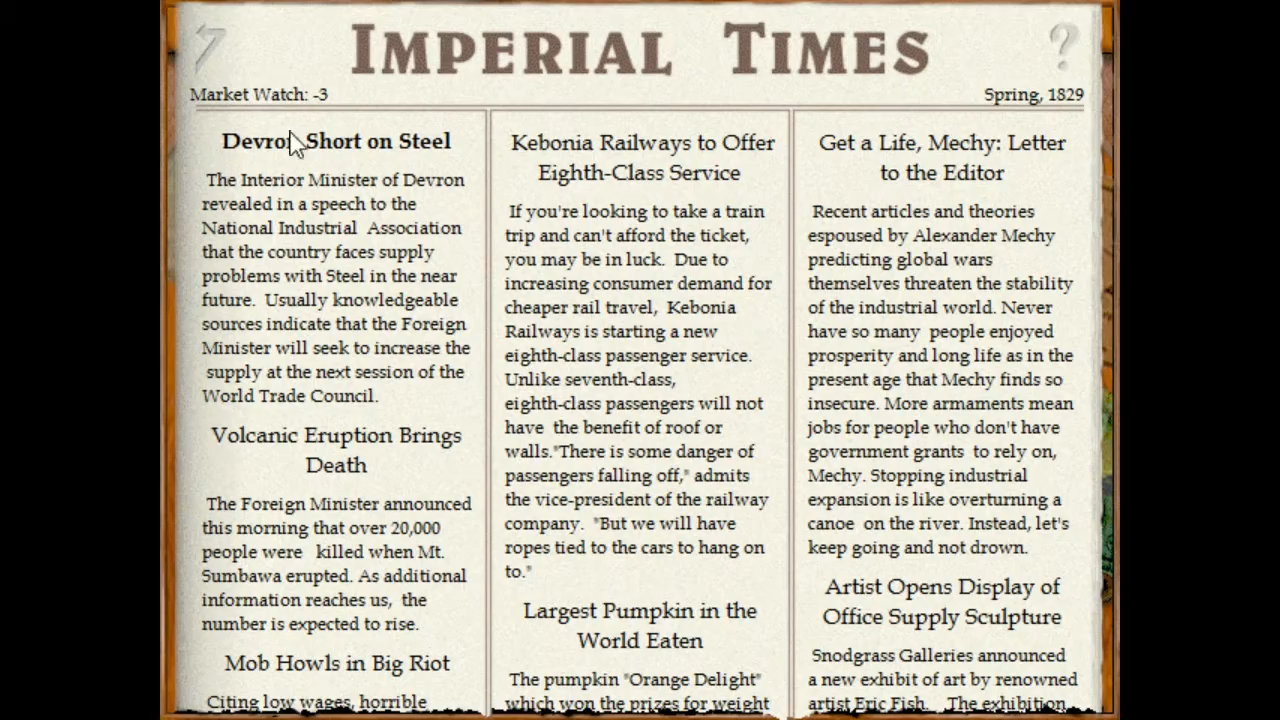 IMPERIAL TIMES
Market Watch: -3
Spring, 1829
Devron Short on Steel
The Interior Minister of Devron
revealed in a speech to the
National Industrial Association
that the country faces supply
problems with Steel in the near
future. Usually knowledgeable
sources indicate that the Foreign
Minister will seek to increase the
supply at the next session of the
World Trade Council.
Volcanic Eruption Brings
Death
The Foreign Minister announced
this morning that over 20,000
people were killed when Mt.
Sumbawa erupted. As additional
information reaches us, the
number is expected to rise.
Mob Howls in Big Riot
Citing low wages, horrible
Kebonia Railways to Offer
Eighth-Class Service
If you're looking to take a train
trip and can't afford the ticket,
you may be in luck. Due to
increasing consumer demand for
cheaper rail travel, Kebonia
Railways is starting a new
eighth-class passenger service.
Unlike seventh-class,
eighth-class passengers will not
have the benefit of roof or
walls."There is some danger of
passengers falling off," admits
the vice-president of the railway
company. "But we will have
ropes tied to the cars to hang on
to."
Largest Pumpkin in the
World Eaten
The pumpkin "Orange Delight"
which won the prizes for weight
Get a Life, Mechy: Letter
to the Editor
Recent articles and theories
espoused by Alexander Mechy
predicting global wars
themselves threaten the stability
of the industrial world. Never
have so many people enjoyed
prosperity and long life as in the
present age that Mechy finds so
insecure. More armaments mean
jobs for people who don't have
government grants to rely on,
Mechy. Stopping industrial
expansion is like overturning a
canoe on the river. Instead, let's
keep going and not drown.
Artist Opens Display of
Office Supply Sculpture
Snodgrass Galleries announced
a new exhibit of art by renowned
artist Eric Fish. The exhibition